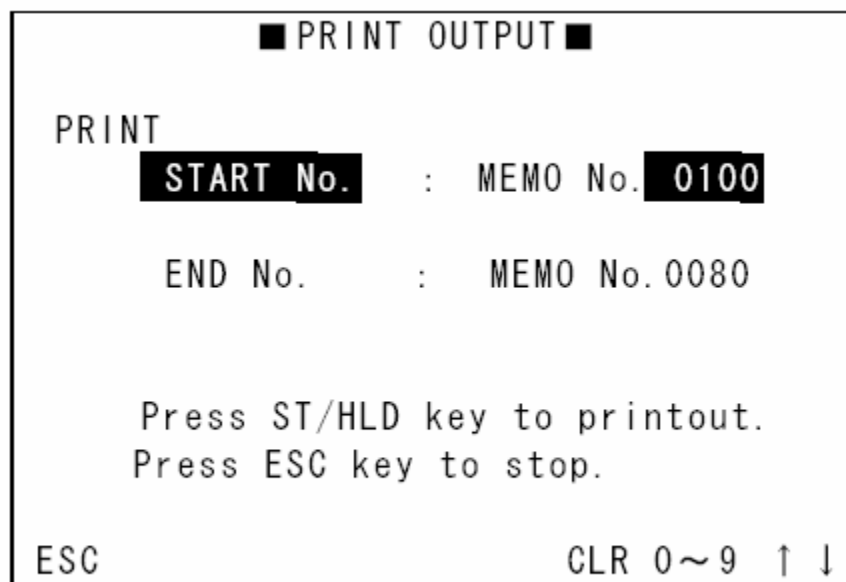 ■PRINT OUTPUT■
PRINT
START No. : MEMO No. 0100
END No. : MEMO No.0080
Press ST/HLD key to printout.
Press ESC key to stop.
ESC CLR 0～9 ↑ ↓